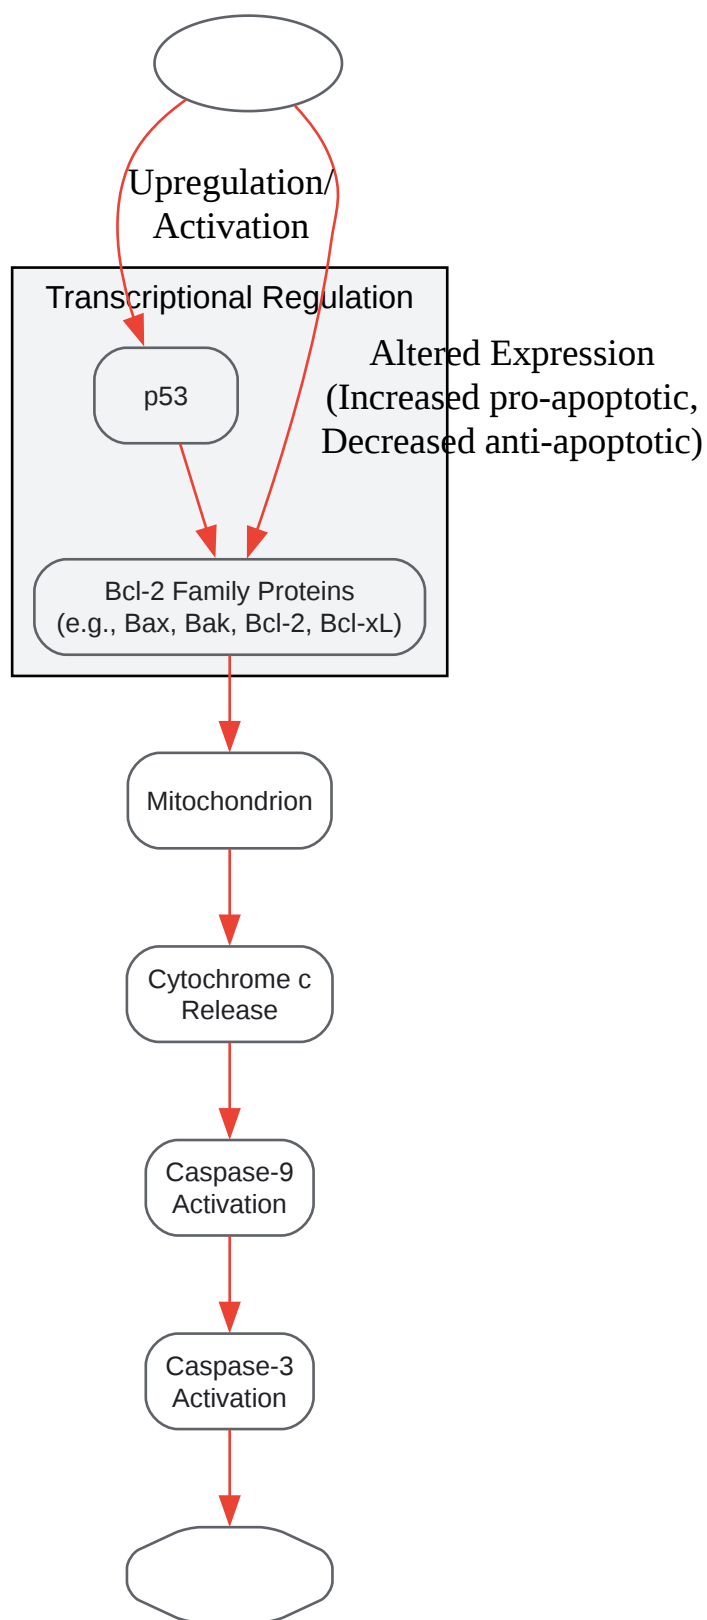 Upregulation/
Activation
Transcriptional Regulation
Altered Expression
(Increased pro-apoptotic,
Decreased anti-apoptotic)
p53
Bcl-2 Family Proteins
(e.g., Bax, Bak, Bcl-2, Bcl-xL)
Mitochondrion
Cytochrome c
Release
Caspase-9
Activation
Caspase-3
Activation